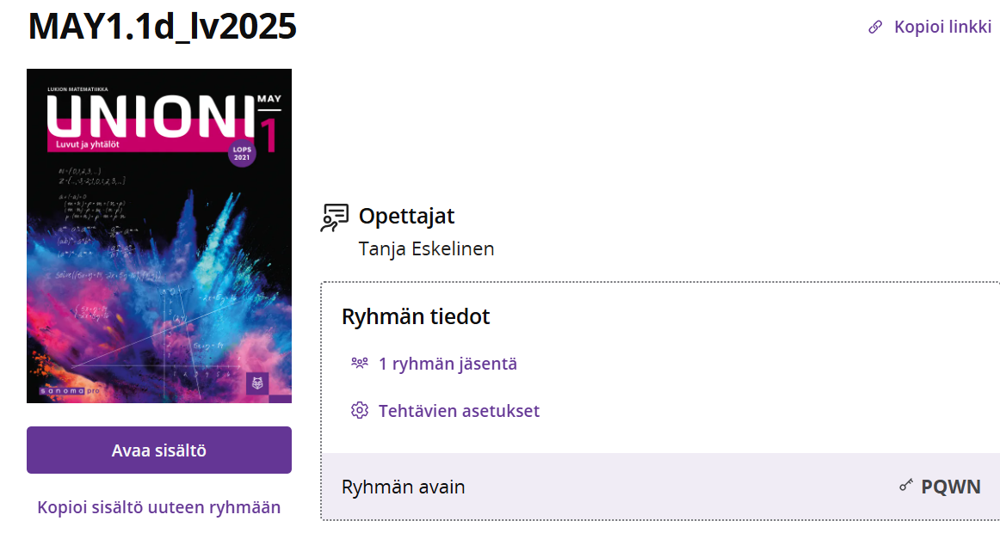 MAY1.1d_lv2025
Kopioi linkki
LUKION MATEMATIIKKA
UNIONI
MAY
1
Luvut ja yhtälöt
LOPS
2021
sanoma pro
Opettajat
Tanja Eskelinen
Ryhmän tiedot
1 ryhmän jäsentä
Tehtävien asetukset
Avaa sisältö
Ryhmän avain
PQWN
Kopioi sisältö uuteen ryhmään